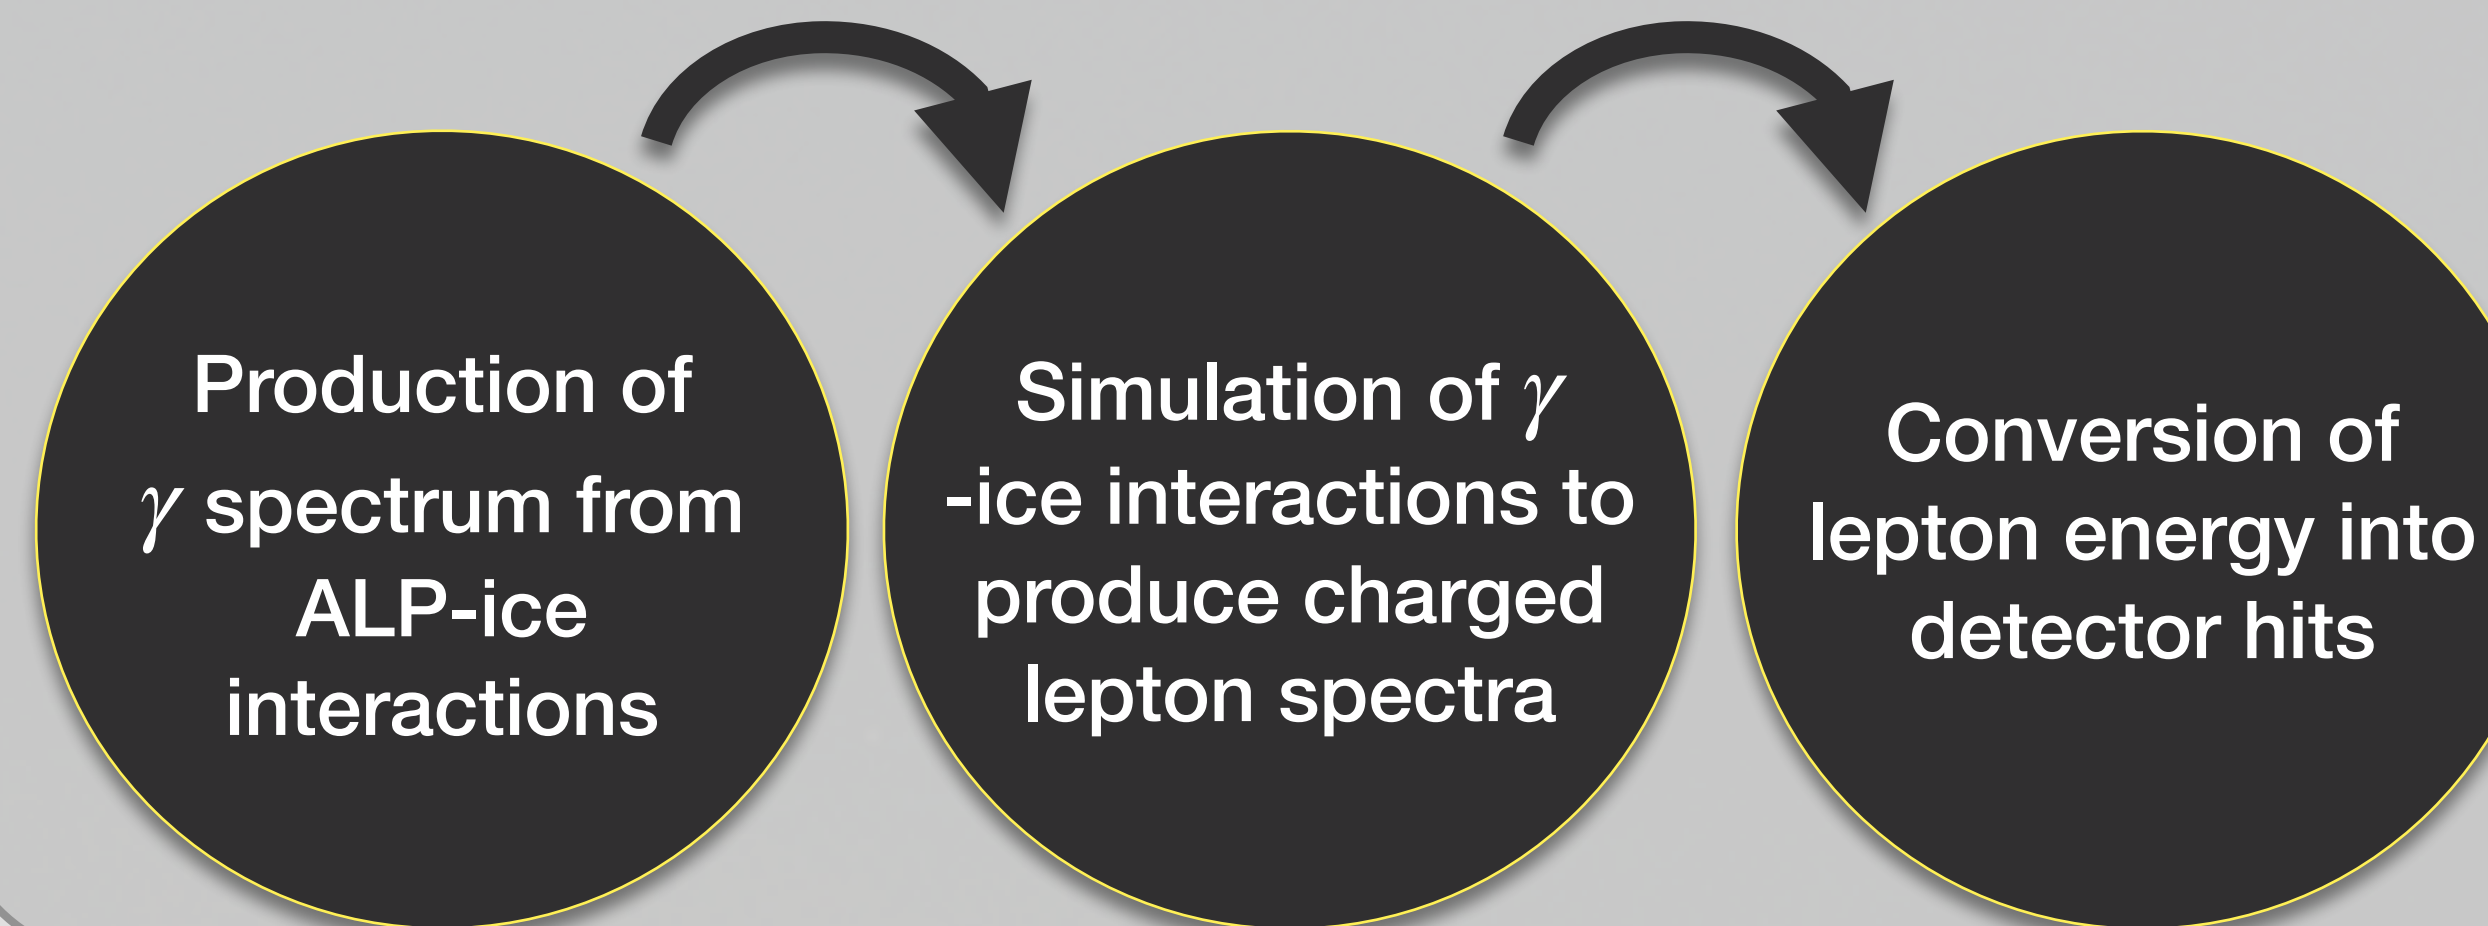 Production of
γ spectrum from
ALP-ice
interactions
Simulation of γ
-ice interactions to
produce charged
lepton spectra
Conversion of
lepton energy into
detector hits